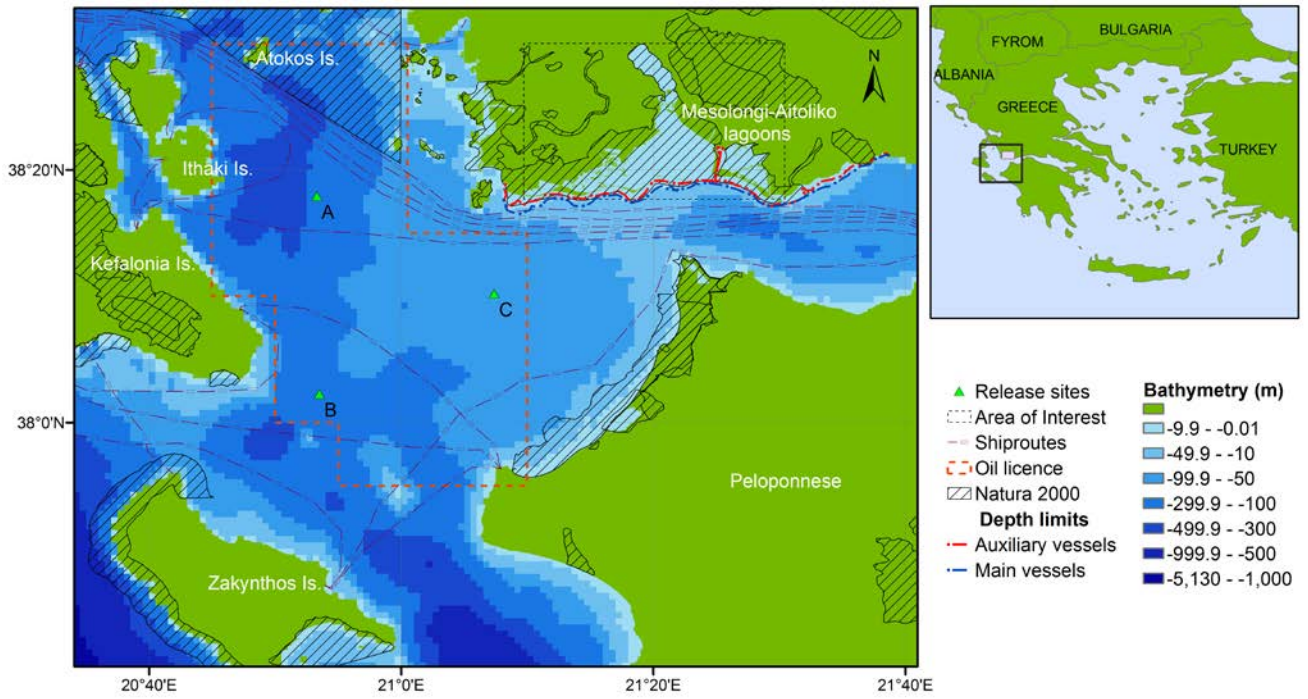 Atokos Is.
N
Mesolongi-Aitoliko
lagoons
38°20'N
Ithaki Is.
A
Kefalonia Is.
C
38°0'N
B
Peloponnese
Zakynthos Is.
20°40'E
21°0'E
21°20'E
21°40'E
FYROM
BULGARIA
ALBANIA
GREECE
TURKEY
Release sites
Area of Interest
Shiproutes
Oil licence
Natura 2000
Depth limits
Auxiliary vessels
Main vessels
Bathymetry (m)
-9.9 - -0.01
-49.9 - -10
-99.9 - -50
-299.9 - -100
-499.9 - -300
-999.9 - -500
-5,130 - -1,000